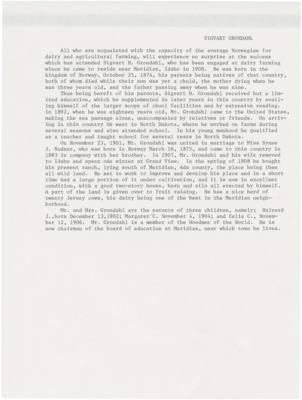 SIGVART GRONDAHL
All who are acquainted with the capacity of the average Norwegian for
dairy and agricultural farming, will experience no surprise at the success
which has attended Sigvart H. Grondahl, who has been engaged at dairy farming
since he came to reside near Meridian, Idaho in 1908. He was born in the
kingdom of Norway, October 25, 1874, his parents being natives of that country,
both of whom died while their son was yet a child, the mother dying when he
was three years old, and the father passing away when he was nine.
Thus being bereft of his parents, Sigvart H. Grondahl received but a lim-
ited education, which he supplemented in later years in this country by avail-
ing himself of the larger scope of school facilities and by extensive reading.
In 1892, when he was eighteen years old, Mr. Grondahl came to the United States,
making the sea passage alone, unaccompanied by relatives or friends. On arriv-
ing in this country he went to North Dakota, where he worked on farms during
several seasons and also attended school. In his young manhood he qualified
as a teacher and taught school for several years in North Dakota.
On November 23, 1901, Mr. Grondahl was united in marriage to Miss Synne
J. who was born in Norway March 16, 1875, and came to this country in
1893 in company with her brother. In 1907, Mr. Grondahl and his wife removed
to Idaho and spent one winter at Grand View. In the spring of 1908 he bought
his present ranch, lying south of Meridian, Ada county, the place being then
all wild land. He set to work to improve and develop his place and in a short
time had a large portion of it under cultivation, and it is now in excellent
condition, with a good two-story house, barn and silo all erected by himself.
A part of the land is given over to fruit raising. He has a nice herd of
twenty Jersey cows, his dairy being one of the best in the Meridian neigh-
borhood.
Mr. and Mrs. Grondahl are the parents of three children, namely: Halvard
J.,born December 13,1902; Margaret C. November 4, 1904; and Celia C., Novem-
ber 12, 1906. Mr. Grondahl is a member of the Woodmen of the World. He is
now chairman of the board of education at Meridian, near which town he lives.